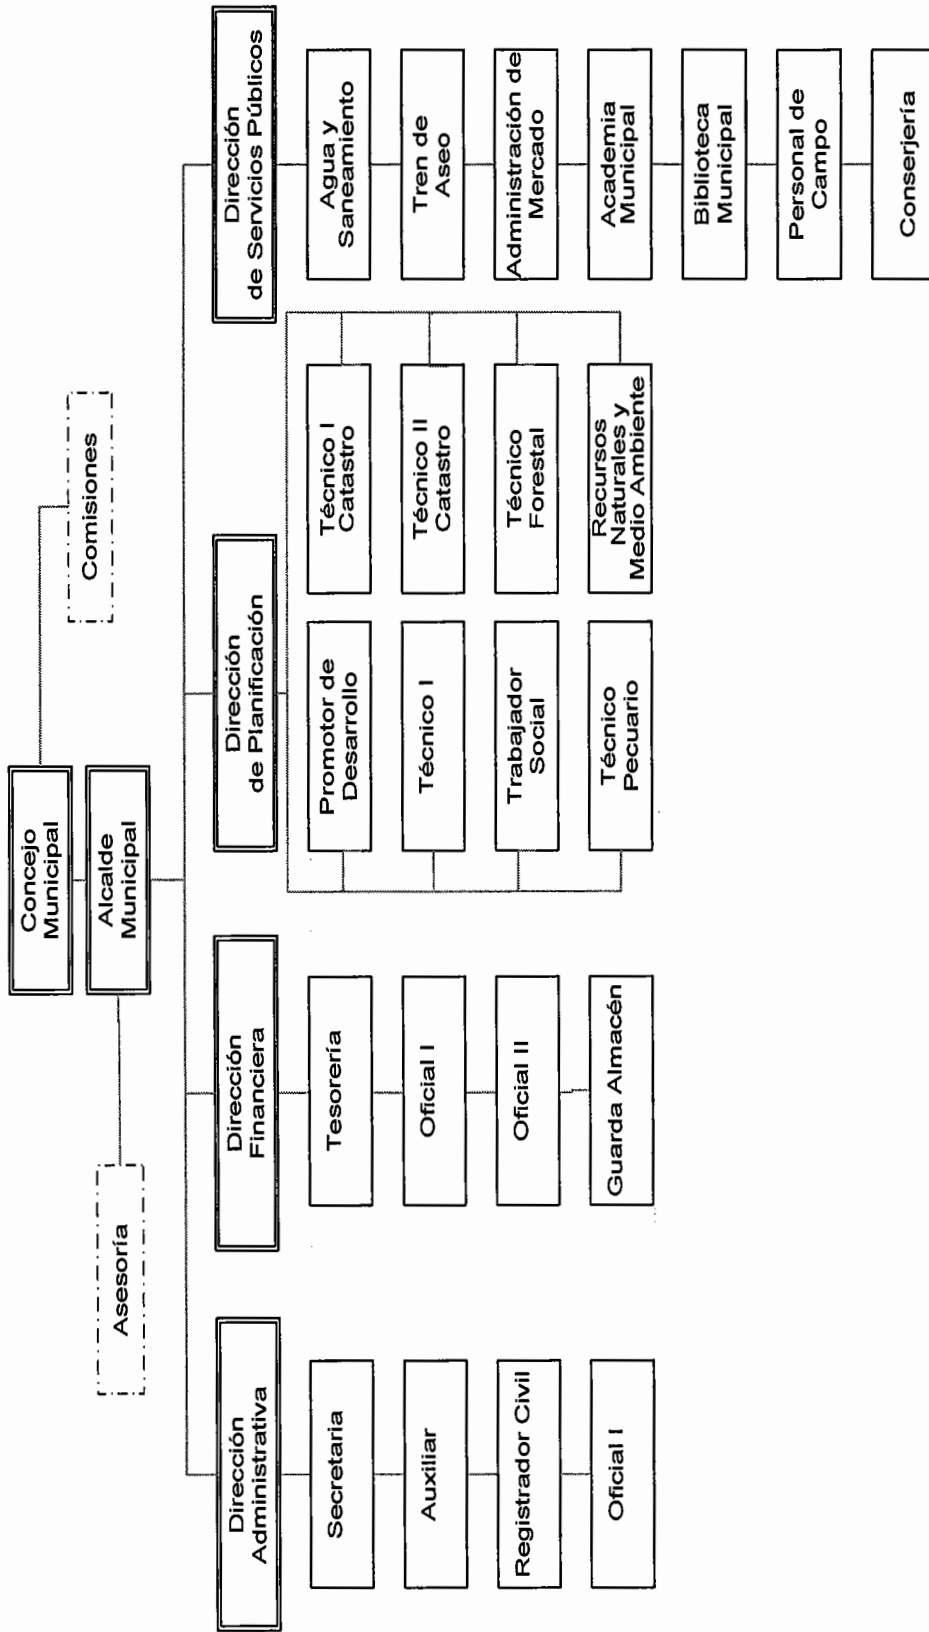 Concejo
Municipal
Comisiones
Alcalde
Municipal
Asesoría
Dirección
Administrativa
Secretaria
Auxiliar
Registrador Civil
Oficial I
Dirección
Financiera
Tesorería
Oficial I
Oficial II
Guarda Almacén
Dirección
de Planificación
Promotor de
Desarrollo
Técnico I
Trabajador
Social
Técnico
Pecuario
Técnico I
Catastro
Técnico II
Catastro
Técnico
Forestal
Recursos
Naturales y
Medio Ambiente
Dirección
de Servicios Públicos
Agua y
Saneamiento
Tren de
Aseo
Administración de
Mercado
Academia
Municipal
Biblioteca
Municipal
Personal de
Campo
Conserjería